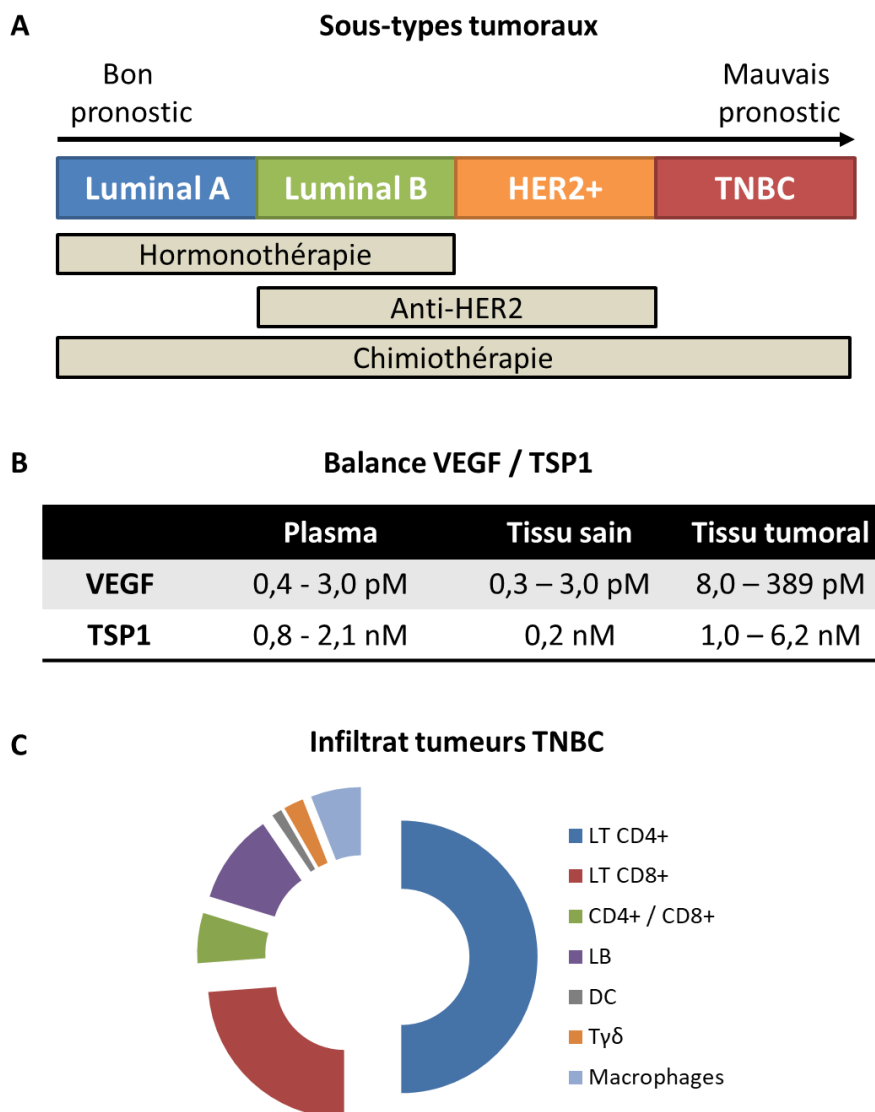 A
Sous-types tumoraux
Bon
pronostic
Mauvais
pronostic
Luminal A
Luminal B
HER2+
TNBC
Hormonothérapie
Anti-HER2
Chimiothérapie
B
Balance VEGF / TSP1
Plasma Tissu sain Tissu tumoral
VEGF 0,4 - 3,0 pM 0,3 – 3,0 pM 8,0 – 389 pM
TSP1 0,8 - 2,1 nM 0,2 nM 1,0 – 6,2 nM
C
Infiltrat tumeurs TNBC
LT CD4+
LT CD8+
CD4+ / CD8+
LB
DC
Tγδ
Macrophages